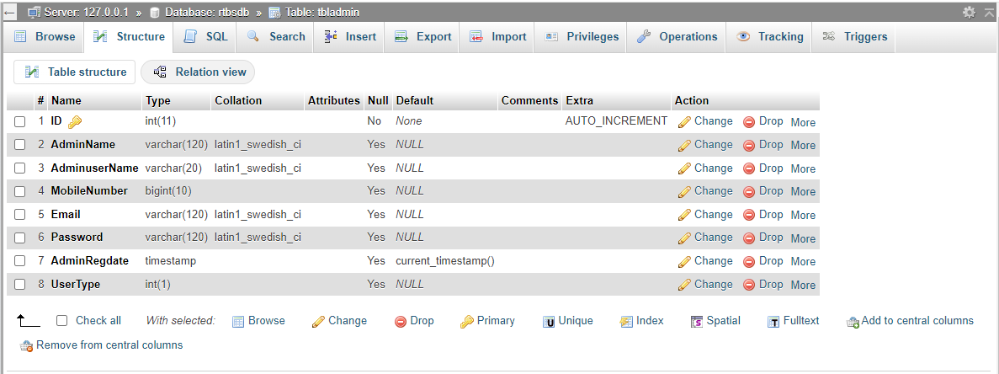 Server: 127.0.0.1 » Database: rtbsdb » Table: tbladmin
Browse Structure SQL Search Insert Export Import Privileges Operations Tracking Triggers
Table structure Relation view
# Name Type Collation Attributes Null Default Comments Extra Action
1 ID int(11) No None AUTO_INCREMENT Change Drop More
2 AdminName varchar(120) latin1_swedish_ci Yes NULL Change Drop More
3 AdminuserName varchar(20) latin1_swedish_ci Yes NULL Change Drop More
4 MobileNumber bigint(10) Yes NULL Change Drop More
5 Email varchar(120) latin1_swedish_ci Yes NULL Change Drop More
6 Password varchar(120) latin1_swedish_ci Yes NULL Change Drop More
7 AdminRegdate timestamp Yes current_timestamp() Change Drop More
8 UserType int(1) Yes NULL Change Drop More
Check all With selected: Browse Change Drop Primary Unique Index Spatial Fulltext Add to central columns
Remove from central columns